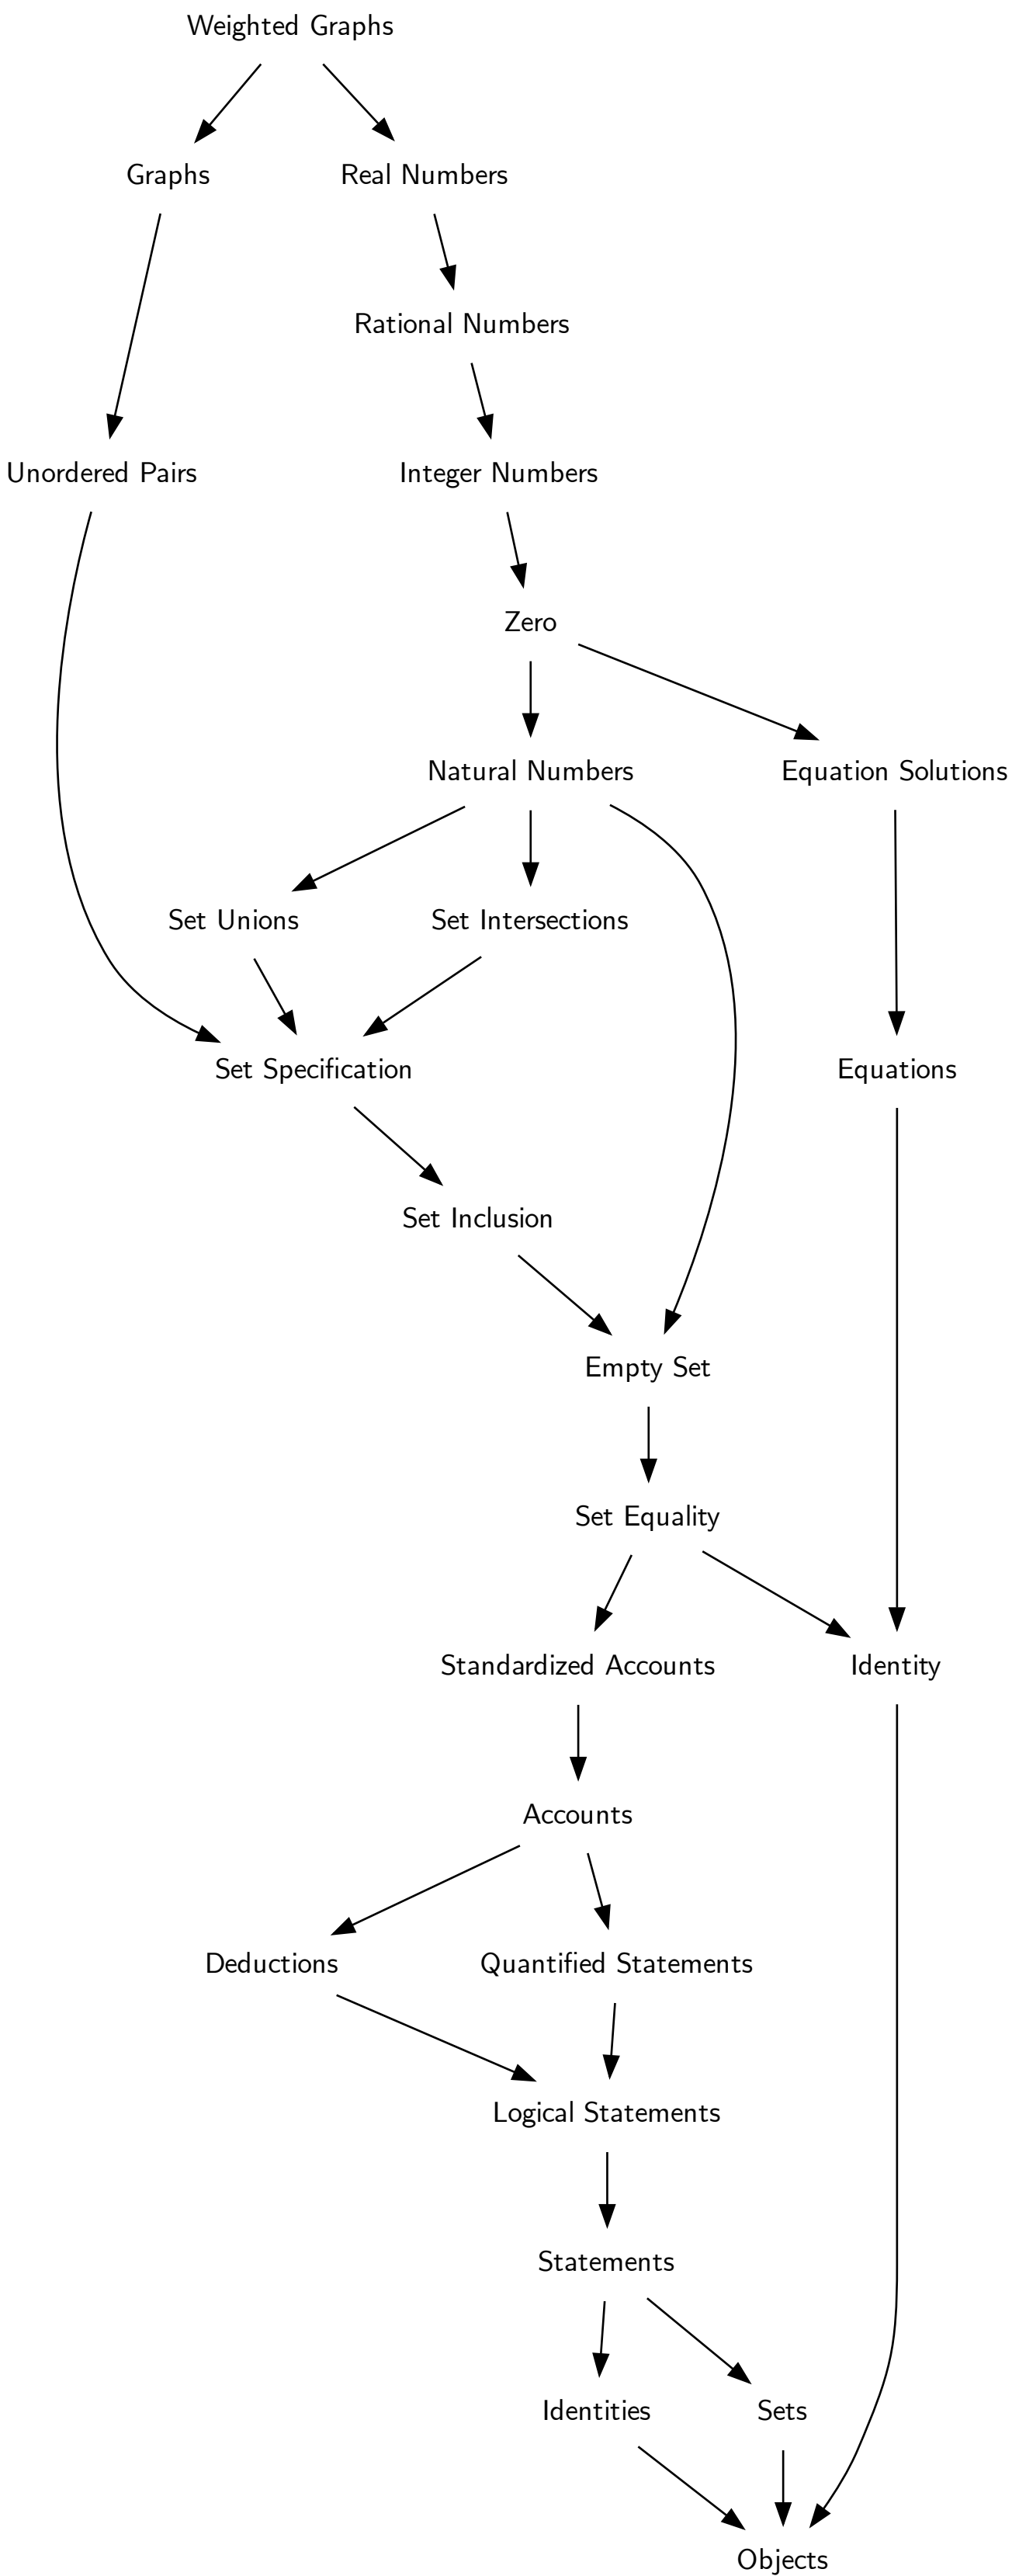 Weighted Graphs
Graphs
Real Numbers
Rational Numbers
Unordered Pairs
Integer Numbers
Zero
Natural Numbers
Equation Solutions
Set Unions
Set Intersections
Set Specification
Equations
Set Inclusion
Empty Set
Set Equality
Standardized Accounts
Identity
Accounts
Deductions
Quantified Statements
Logical Statements
Statements
Identities
Sets
Objects